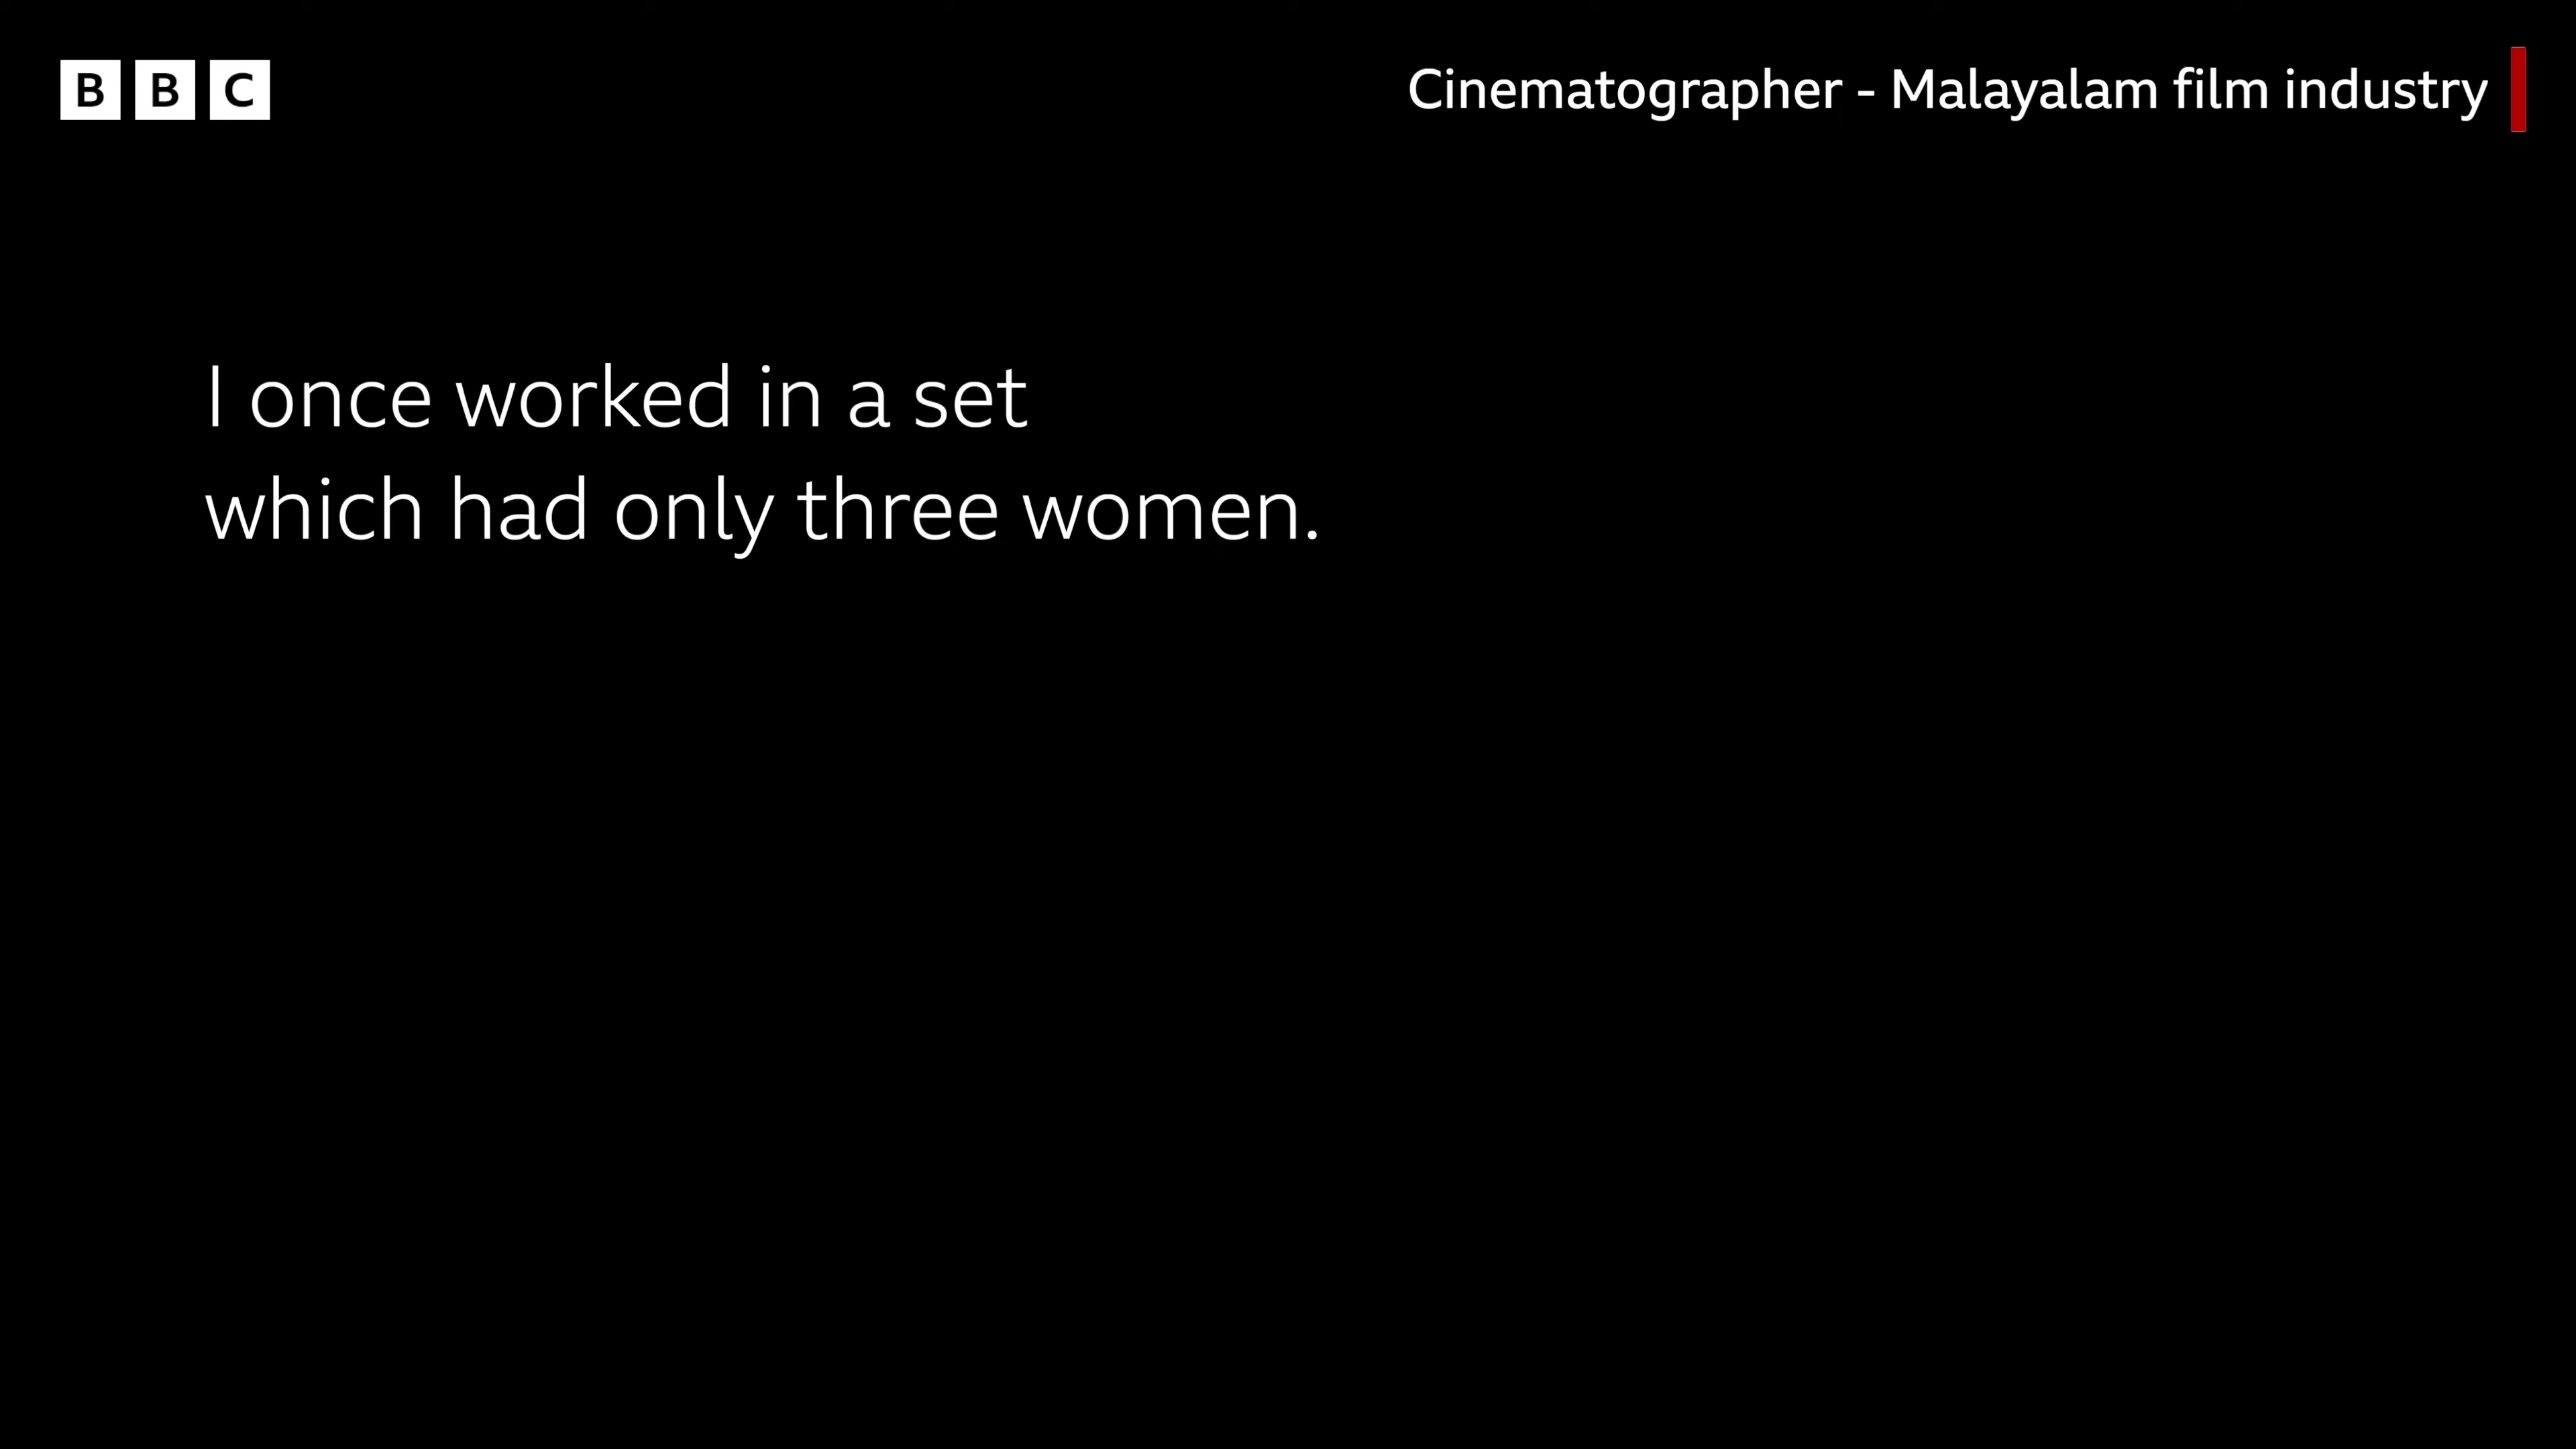 BBC
Cinematographer - Malayalam film industry
I once worked in a set
which had only three women.